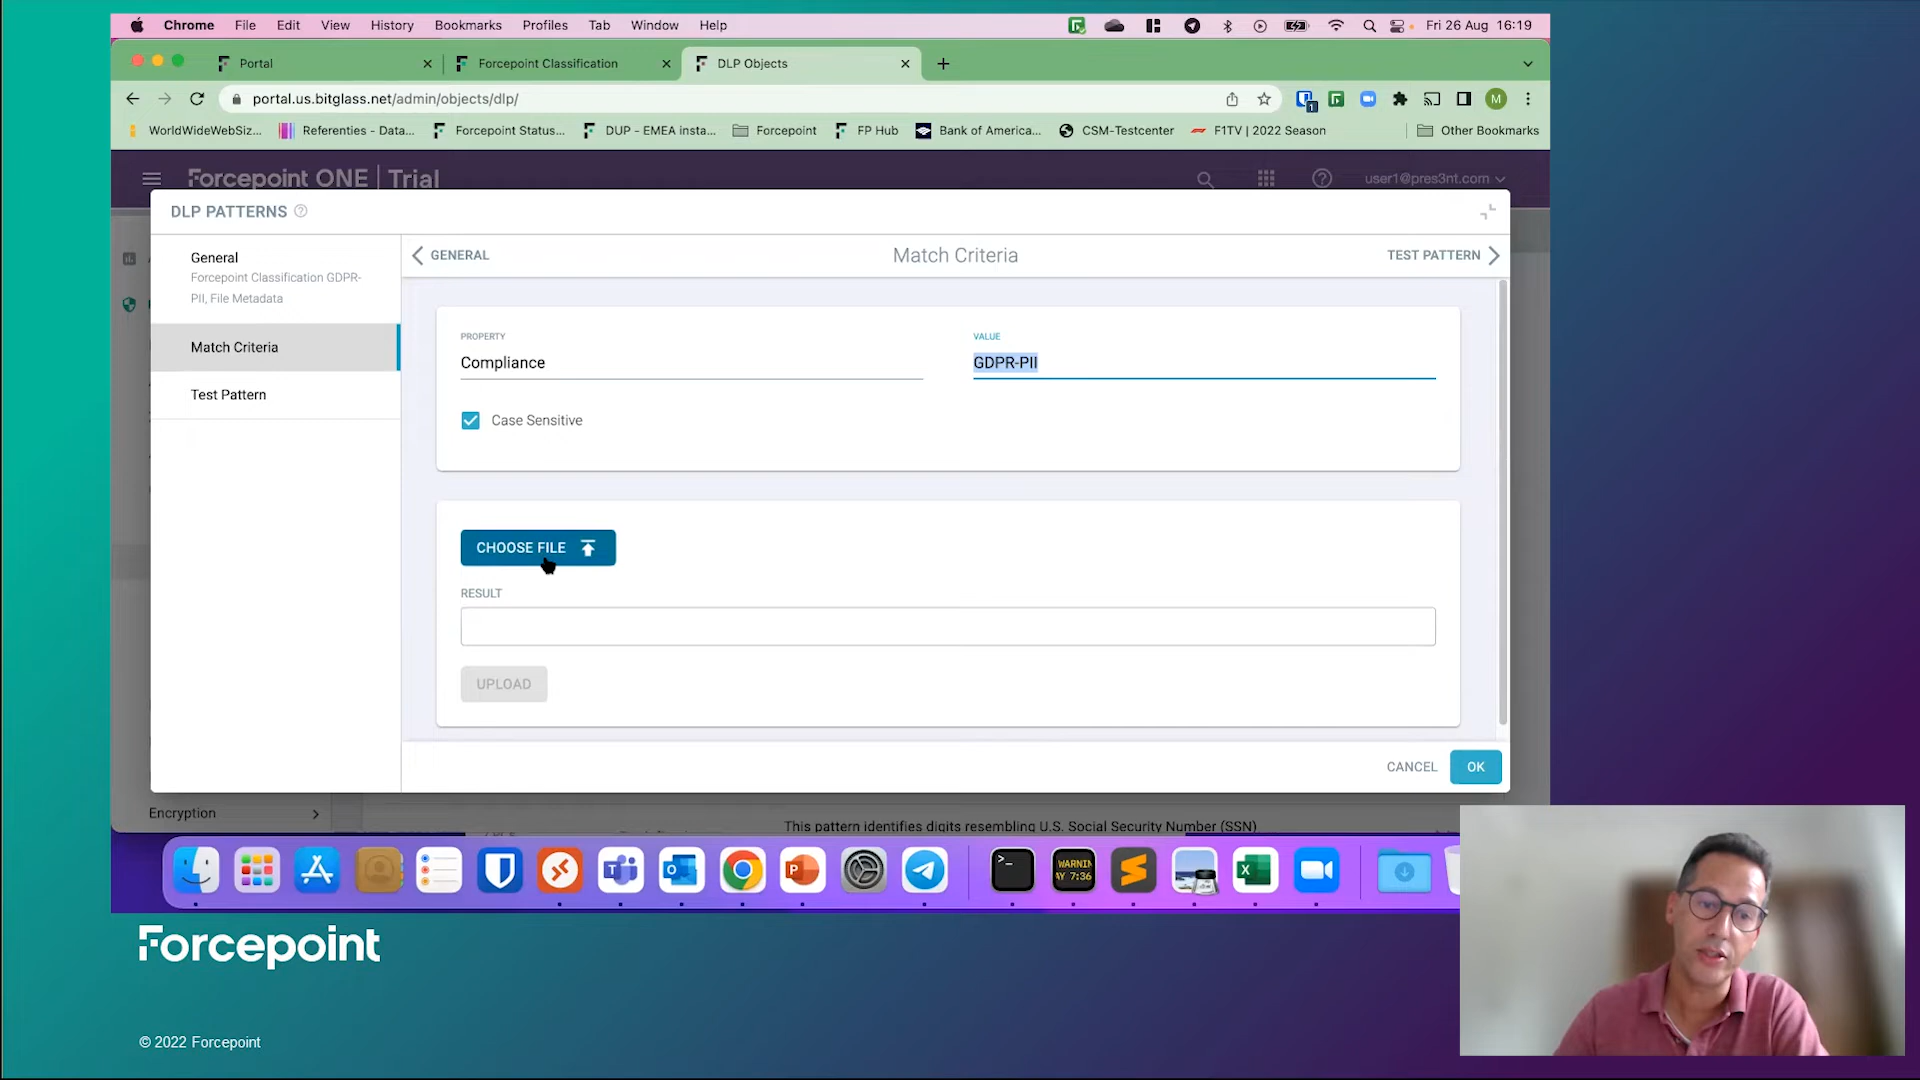 Chrome File Edit View History Bookmarks Profiles Tab Window Help Fri 26 Aug 16:19
Portal Forcepoint Classification DLP Objects
portal.us.bitglass.net/admin/objects/dlp/ 1 M
WorldWideWebSiz... Referenties - Data... Forcepoint Status... DUP - EMEA insta... Forcepoint FP Hub Bank of America... CSM-Testcenter F1TV | 2022 Season Other Bookmarks
Forcepoint ONE | Trial user1@pres3nt.com
DLP PATTERNS
General
Forcepoint Classification GDPR-
PII, File Metadata
Match Criteria
Test Pattern
GENERAL Match Criteria TEST PATTERN
PROPERTY VALUE
Compliance GDPR-PII
Case Sensitive
CHOOSE FILE
RESULT
UPLOAD
CANCEL OK
Encryption
This pattern identifies digits resembling U.S. Social Security Number (SSN)
WARNIN
AY 7:36
Forcepoint
© 2022 Forcepoint